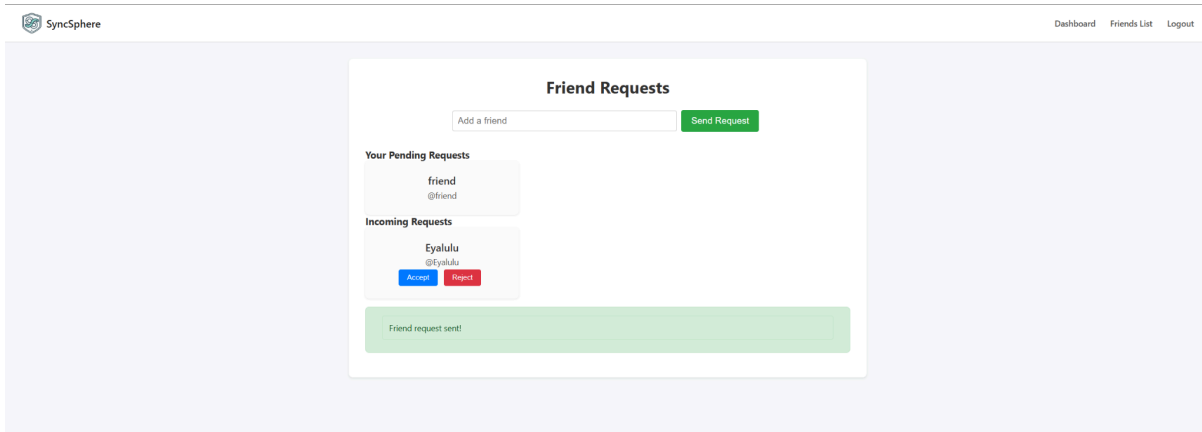 SyncSphere
Dashboard Friends List Logout
Friend Requests
Add a friend Send Request
Your Pending Requests
friend
@friend
Incoming Requests
Eyalulu
@Eyalulu
Accept Reject
Friend request sent!